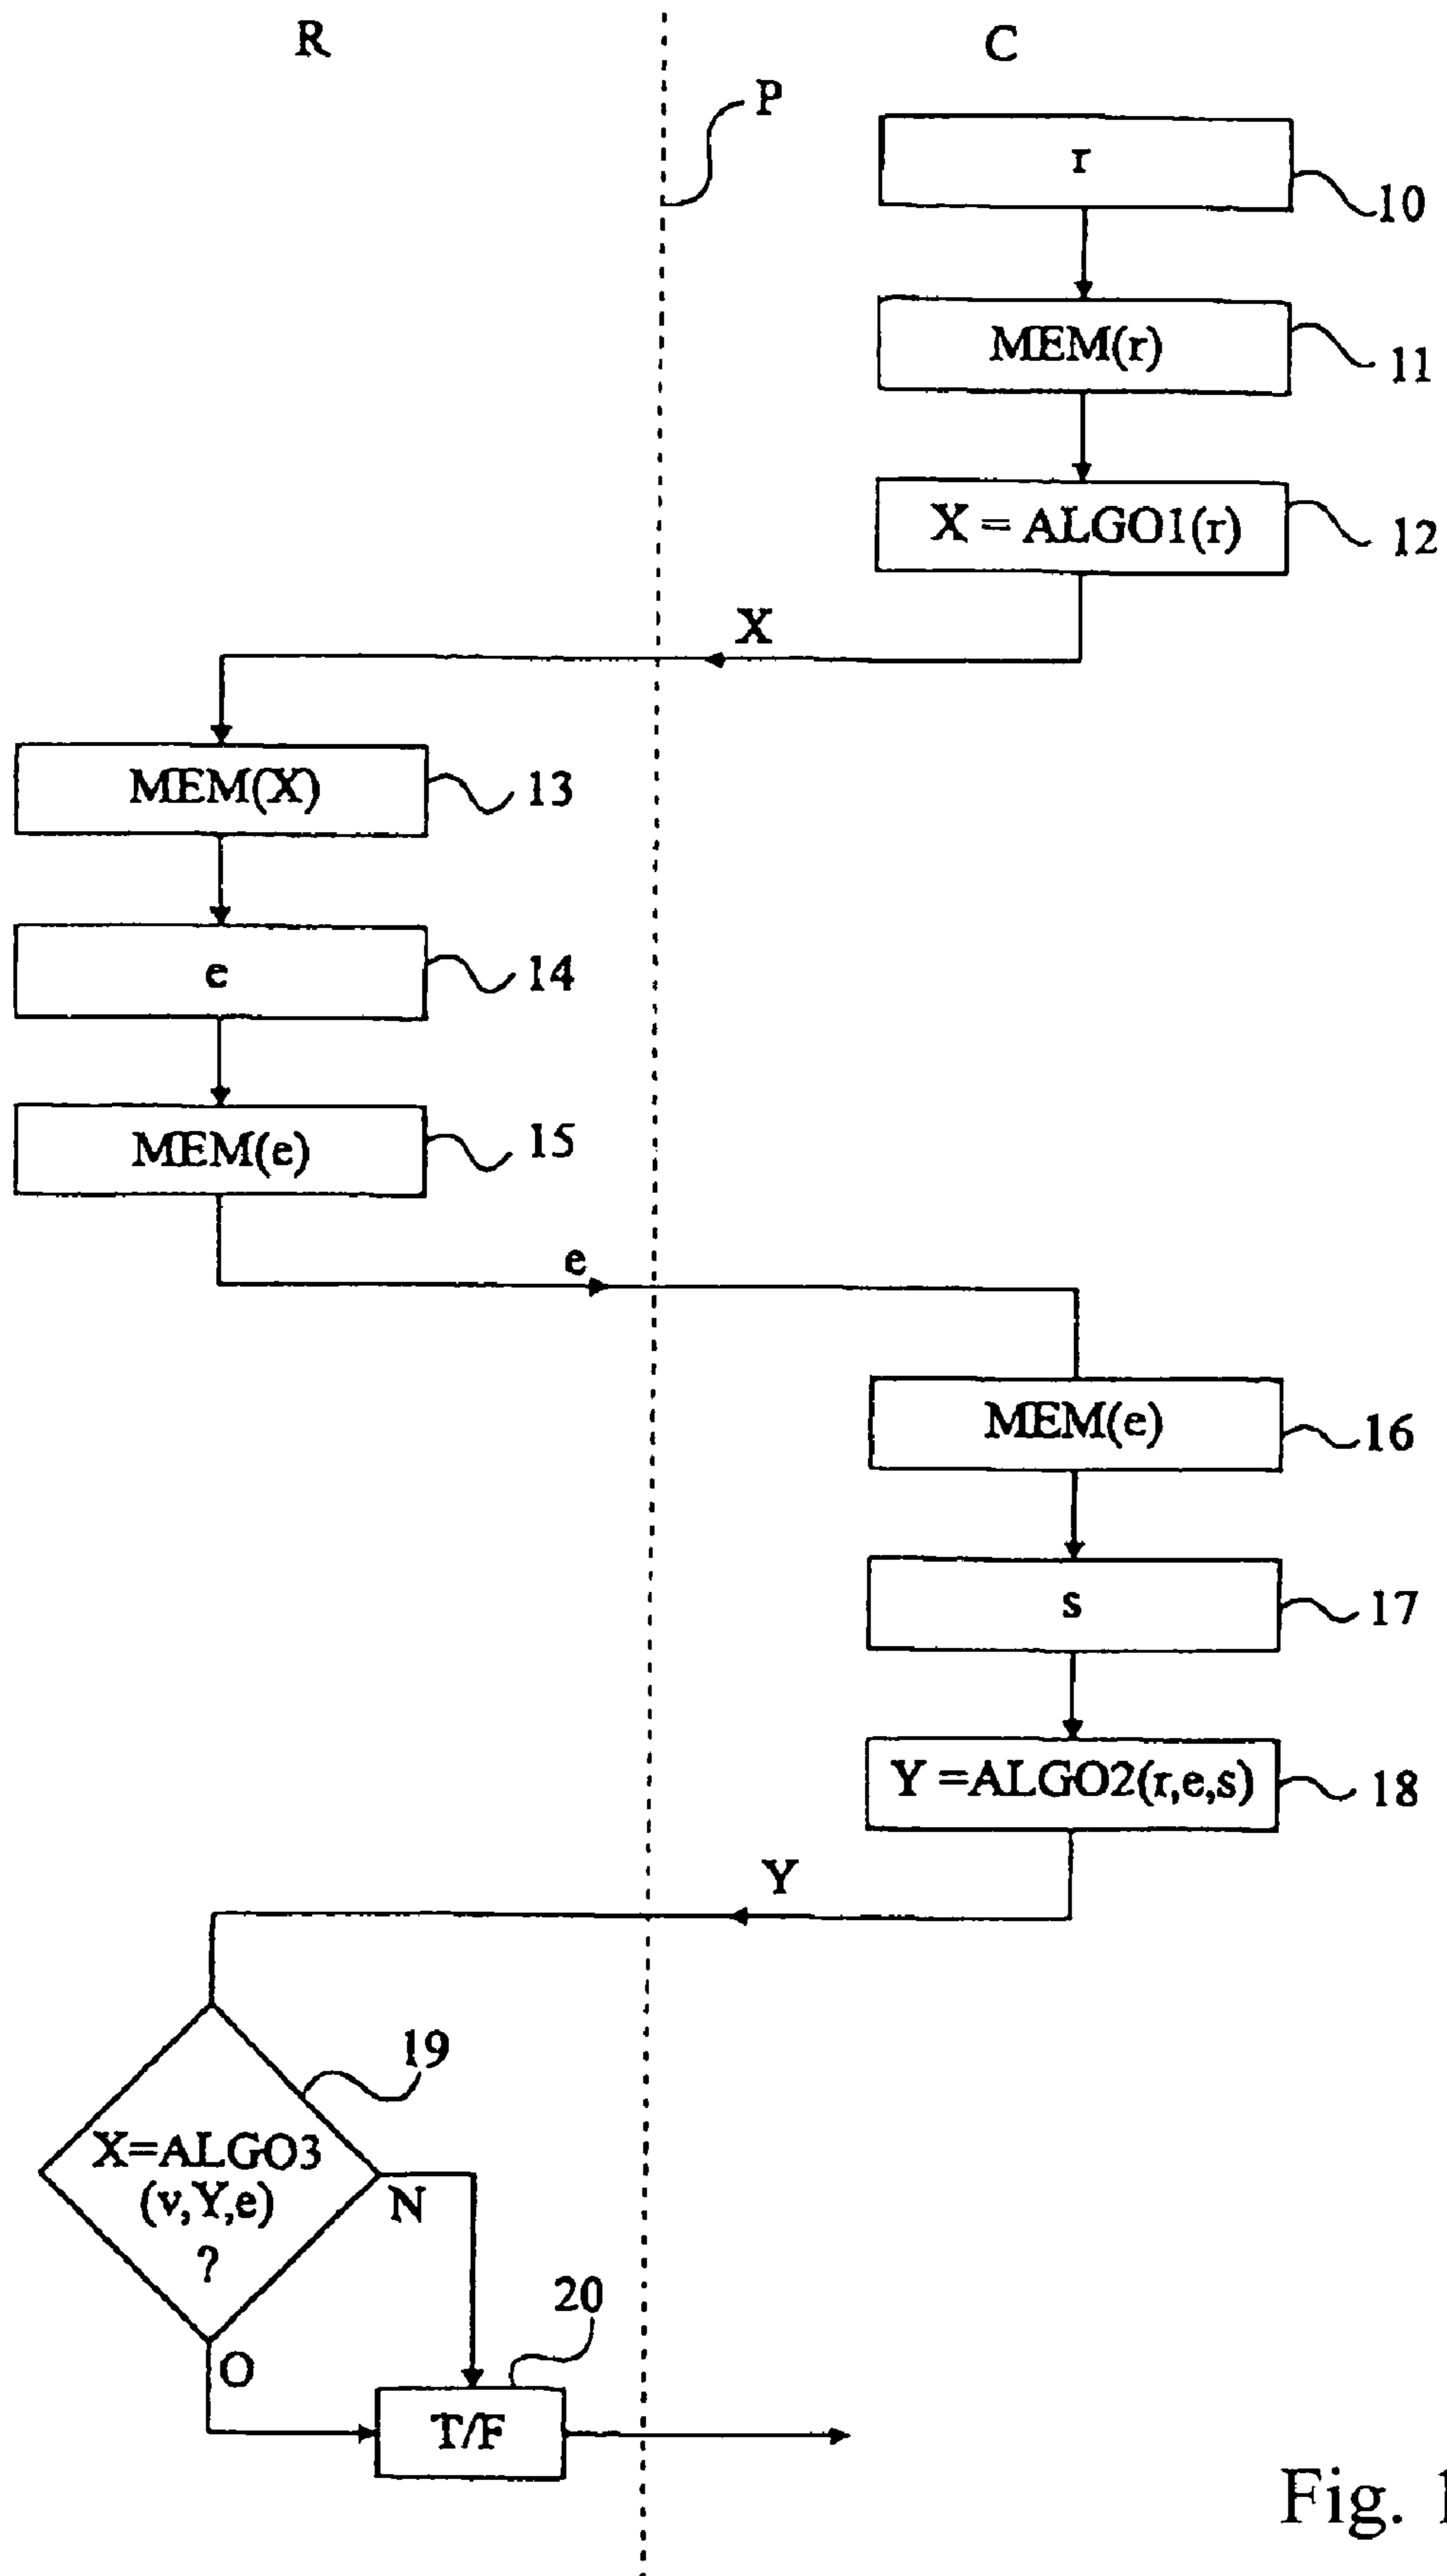 R
C
P
r
10
MEM(r)
11
X = ALGO1(r)
12
X
MEM(X)
13
e
14
MEM(e)
15
e
MEM(e)
16
s
17
Y =ALGO2(r,e,s)
18
Y
19
X=ALGO3
(v,Y,e)
?
N
O
20
T/F
Fig. 1